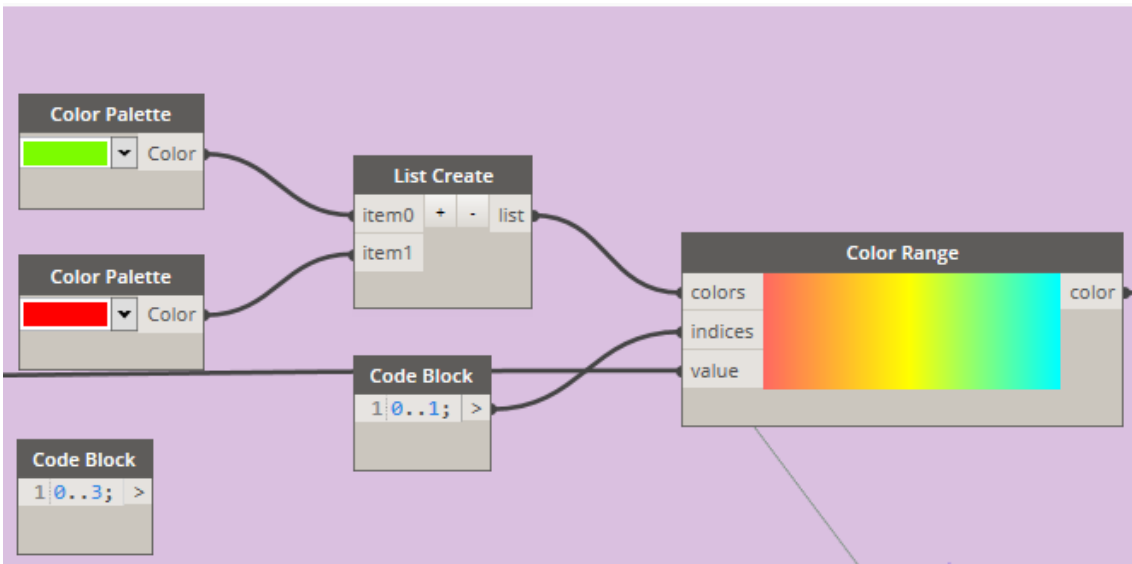 Color Palette
Color
List Create
item0 + - list
item1
Color Palette
Color
Color Range
colors color
indices
value
Code Block
1 0..1; >
Code Block
1 0..3; >